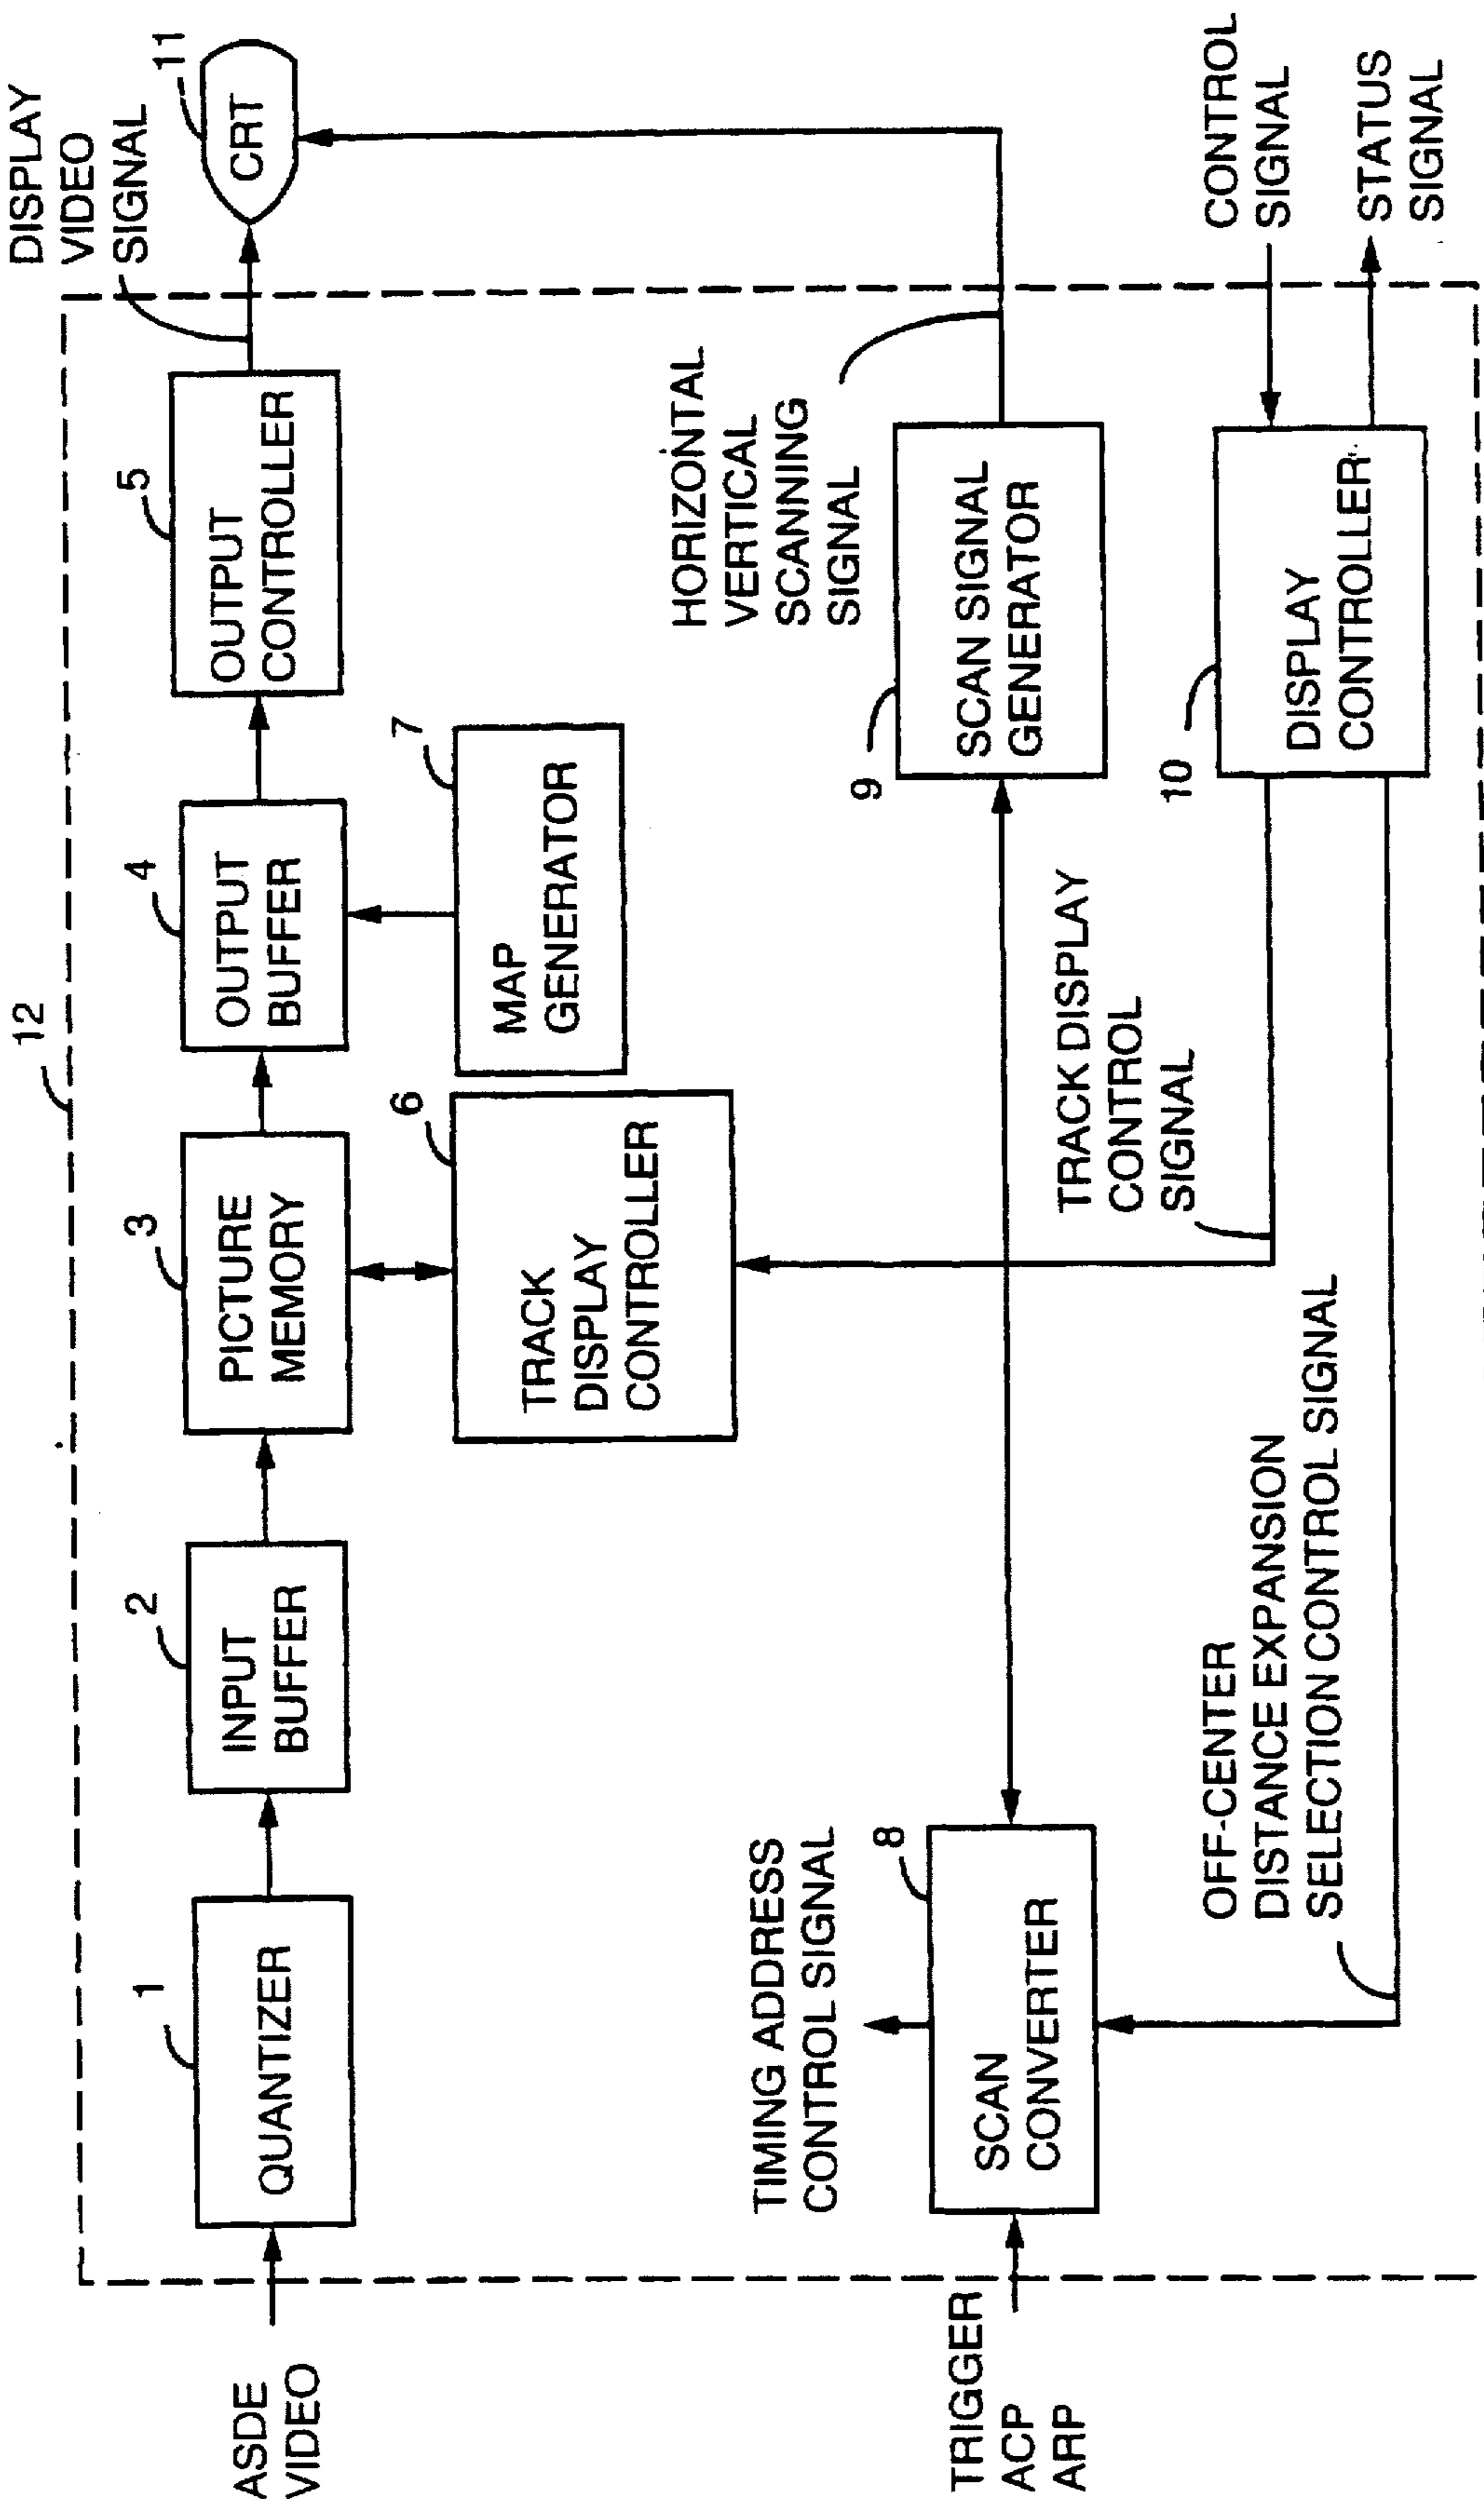 12
DISPLAY
VIDEO
SIGNAL
ASDE
VIDEO
1
QUANTIZER
2
INPUT
BUFFER
3
PICTURE
MEMORY
4
OUTPUT
BUFFER
5
OUTPUT
CONTROLLER
11
CRT
6
TRACK
DISPLAY
CONTROLLER
7
MAP
GENERATOR
HORIZONTAL
VERTICAL
SCANNING
SIGNAL
TIMING ADDRESS
CONTROL SIGNAL
TRIGGER
ACP
ARP
8
SCAN
CONVERTER
9
SCAN SIGNAL
GENERATOR
TRACK DISPLAY
CONTROL
SIGNAL
OFF-CENTER
DISTANCE EXPANSION
SELECTION CONTROL SIGNAL
10
DISPLAY
CONTROLLER
CONTROL
SIGNAL
STATUS
SIGNAL